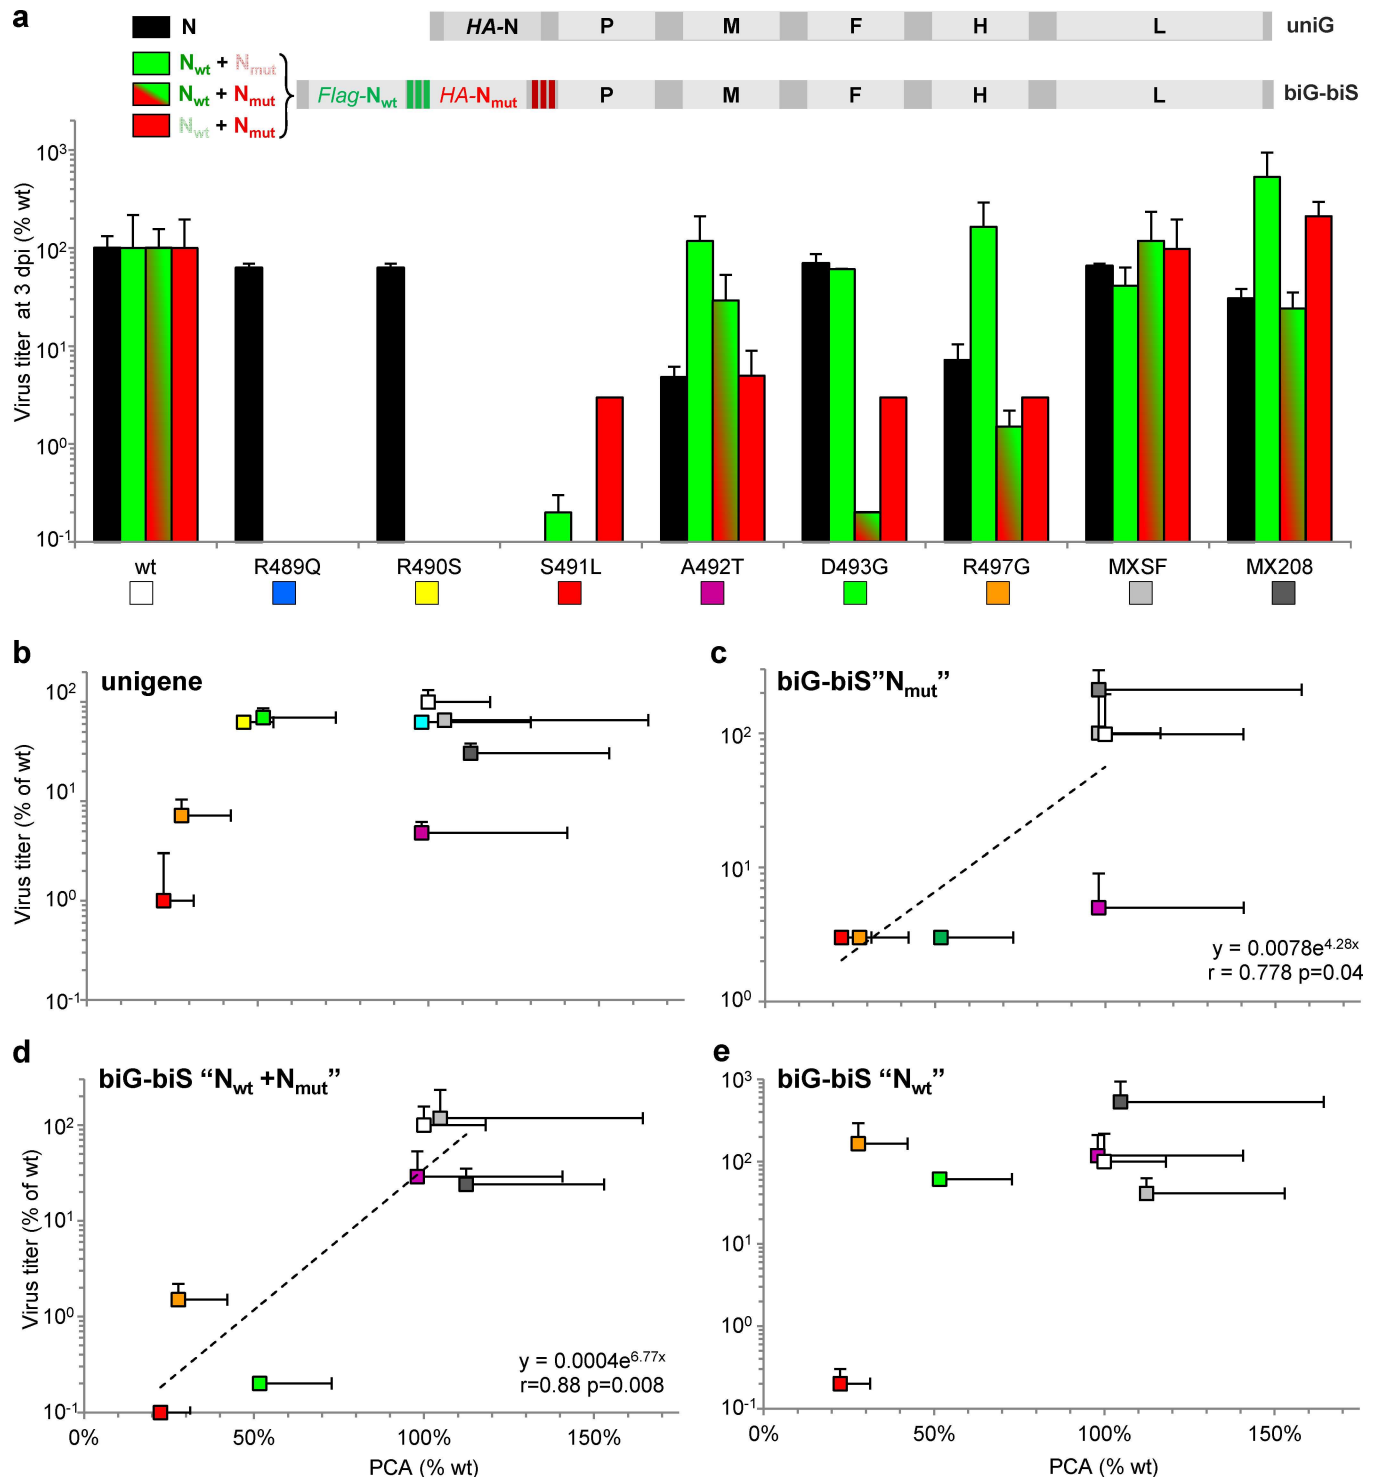 a
N
HA-N P M F H L uniG
Nwt + Nmut
Nwt + Nmut
Nwt + Nmut
Flag-Nwt HA-Nmut P M F H L biG-biS
Virus titer at 3 dpi (% wt)
10³
10²
10¹
10⁰
10⁻¹
wt R489Q R490S S491L A492T D493G R497G MXSF MX208
b
unigene
Virus titer (% of wt)
10²
10¹
10⁰
10⁻¹
c
biG-biS”Nmut”
10²
10¹
10⁰
y = 0.0078e^4.28x
r = 0.778 p=0.04
d
biG-biS “Nwt +Nmut”
Virus titer (% of wt)
10²
10¹
10⁰
10⁻¹
y = 0.0004e^6.77x
r=0.88 p=0.008
0% 50% 100% 150%
PCA (% wt)
e
biG-biS “Nwt”
10³
10²
10¹
10⁰
10⁻¹
0% 50% 100% 150%
PCA (% wt)